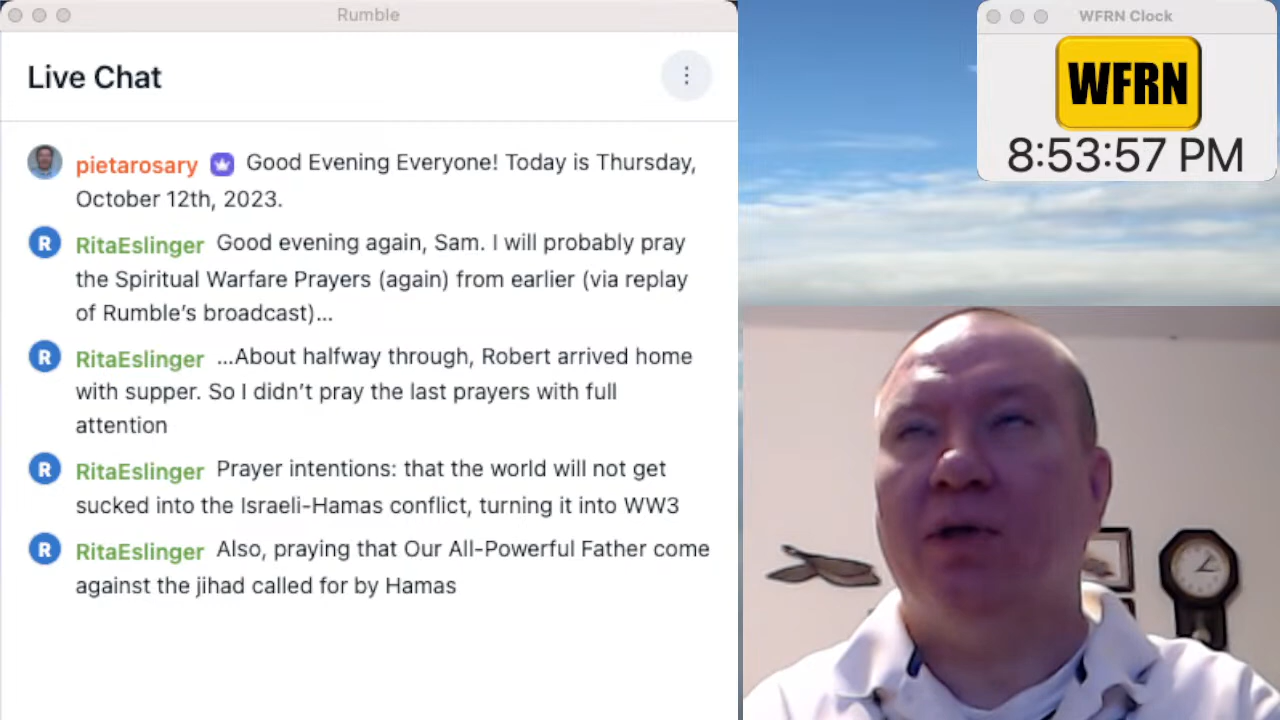 Rumble
Live Chat
pietarosary Good Evening Everyone! Today is Thursday,
October 12th, 2023.
R RitaEslinger Good evening again, Sam. I will probably pray
the Spiritual Warfare Prayers (again) from earlier (via replay
of Rumble’s broadcast)...
R RitaEslinger ...About halfway through, Robert arrived home
with supper. So I didn’t pray the last prayers with full
attention
R RitaEslinger Prayer intentions: that the world will not get
sucked into the Israeli-Hamas conflict, turning it into WW3
R RitaEslinger Also, praying that Our All-Powerful Father come
against the jihad called for by Hamas
WFRN Clock
WFRN
8:53:57 PM